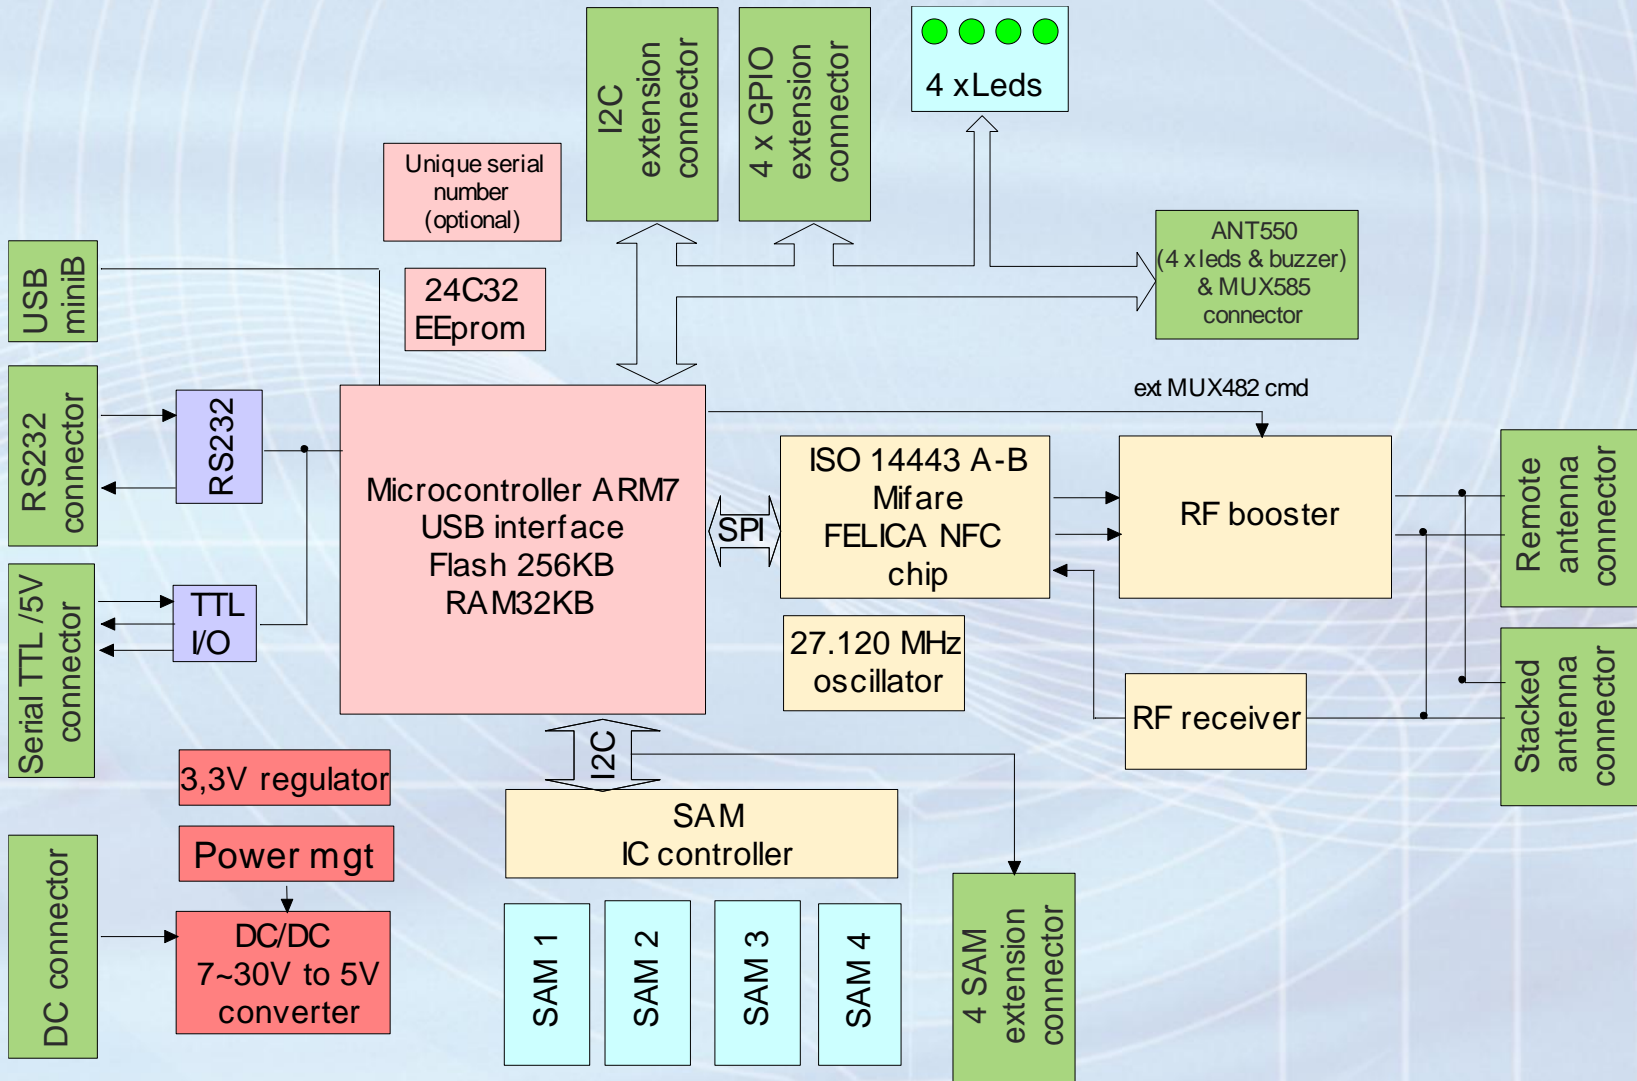 I2C
extension
connector
4 x GPIO
extension
connector
4 xLeds
Unique serial
number
(optional)
24C32
EEprom
ANT550
(4 x leds & buzzer)
& MUX585
connector
USB
miniB
RS232
connector
RS232
Serial TTL /5V
connector
TTL
I/O
Microcontroller ARM7
USB interface
Flash 256KB
RAM32KB
SPI
ext MUX482 cmd
ISO 14443 A-B
Mifare
FELICA NFC
chip
RF booster
Remote
antenna
connector
27.120 MHz
oscillator
RF receiver
Stacked
antenna
connector
I2C
3,3V regulator
Power mgt
DC connector
DC/DC
7~30V to 5V
converter
SAM
IC controller
SAM 1
SAM 2
SAM 3
SAM 4
4 SAM
extension
connector